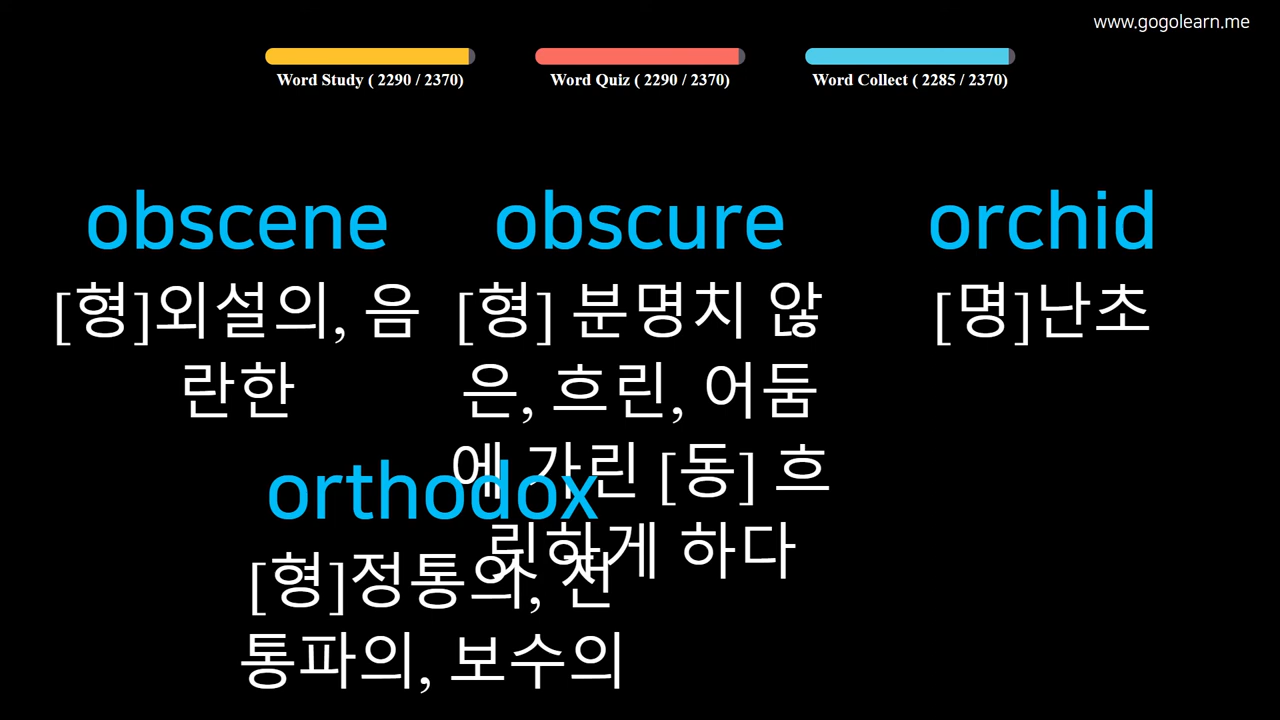 www.gogolearn.me
Word Study ( 2290 / 2370)
Word Quiz ( 2290 / 2370)
Word Collect ( 2285 / 2370)
obscene
[형]외설의, 음
란한
obscure
[형] 분명치 않
은, 흐린, 어둠
에 가린 [동] 흐
릿하게 하다
orchid
[명]난초
orthodox
[형]정통의, 전
통파의, 보수의